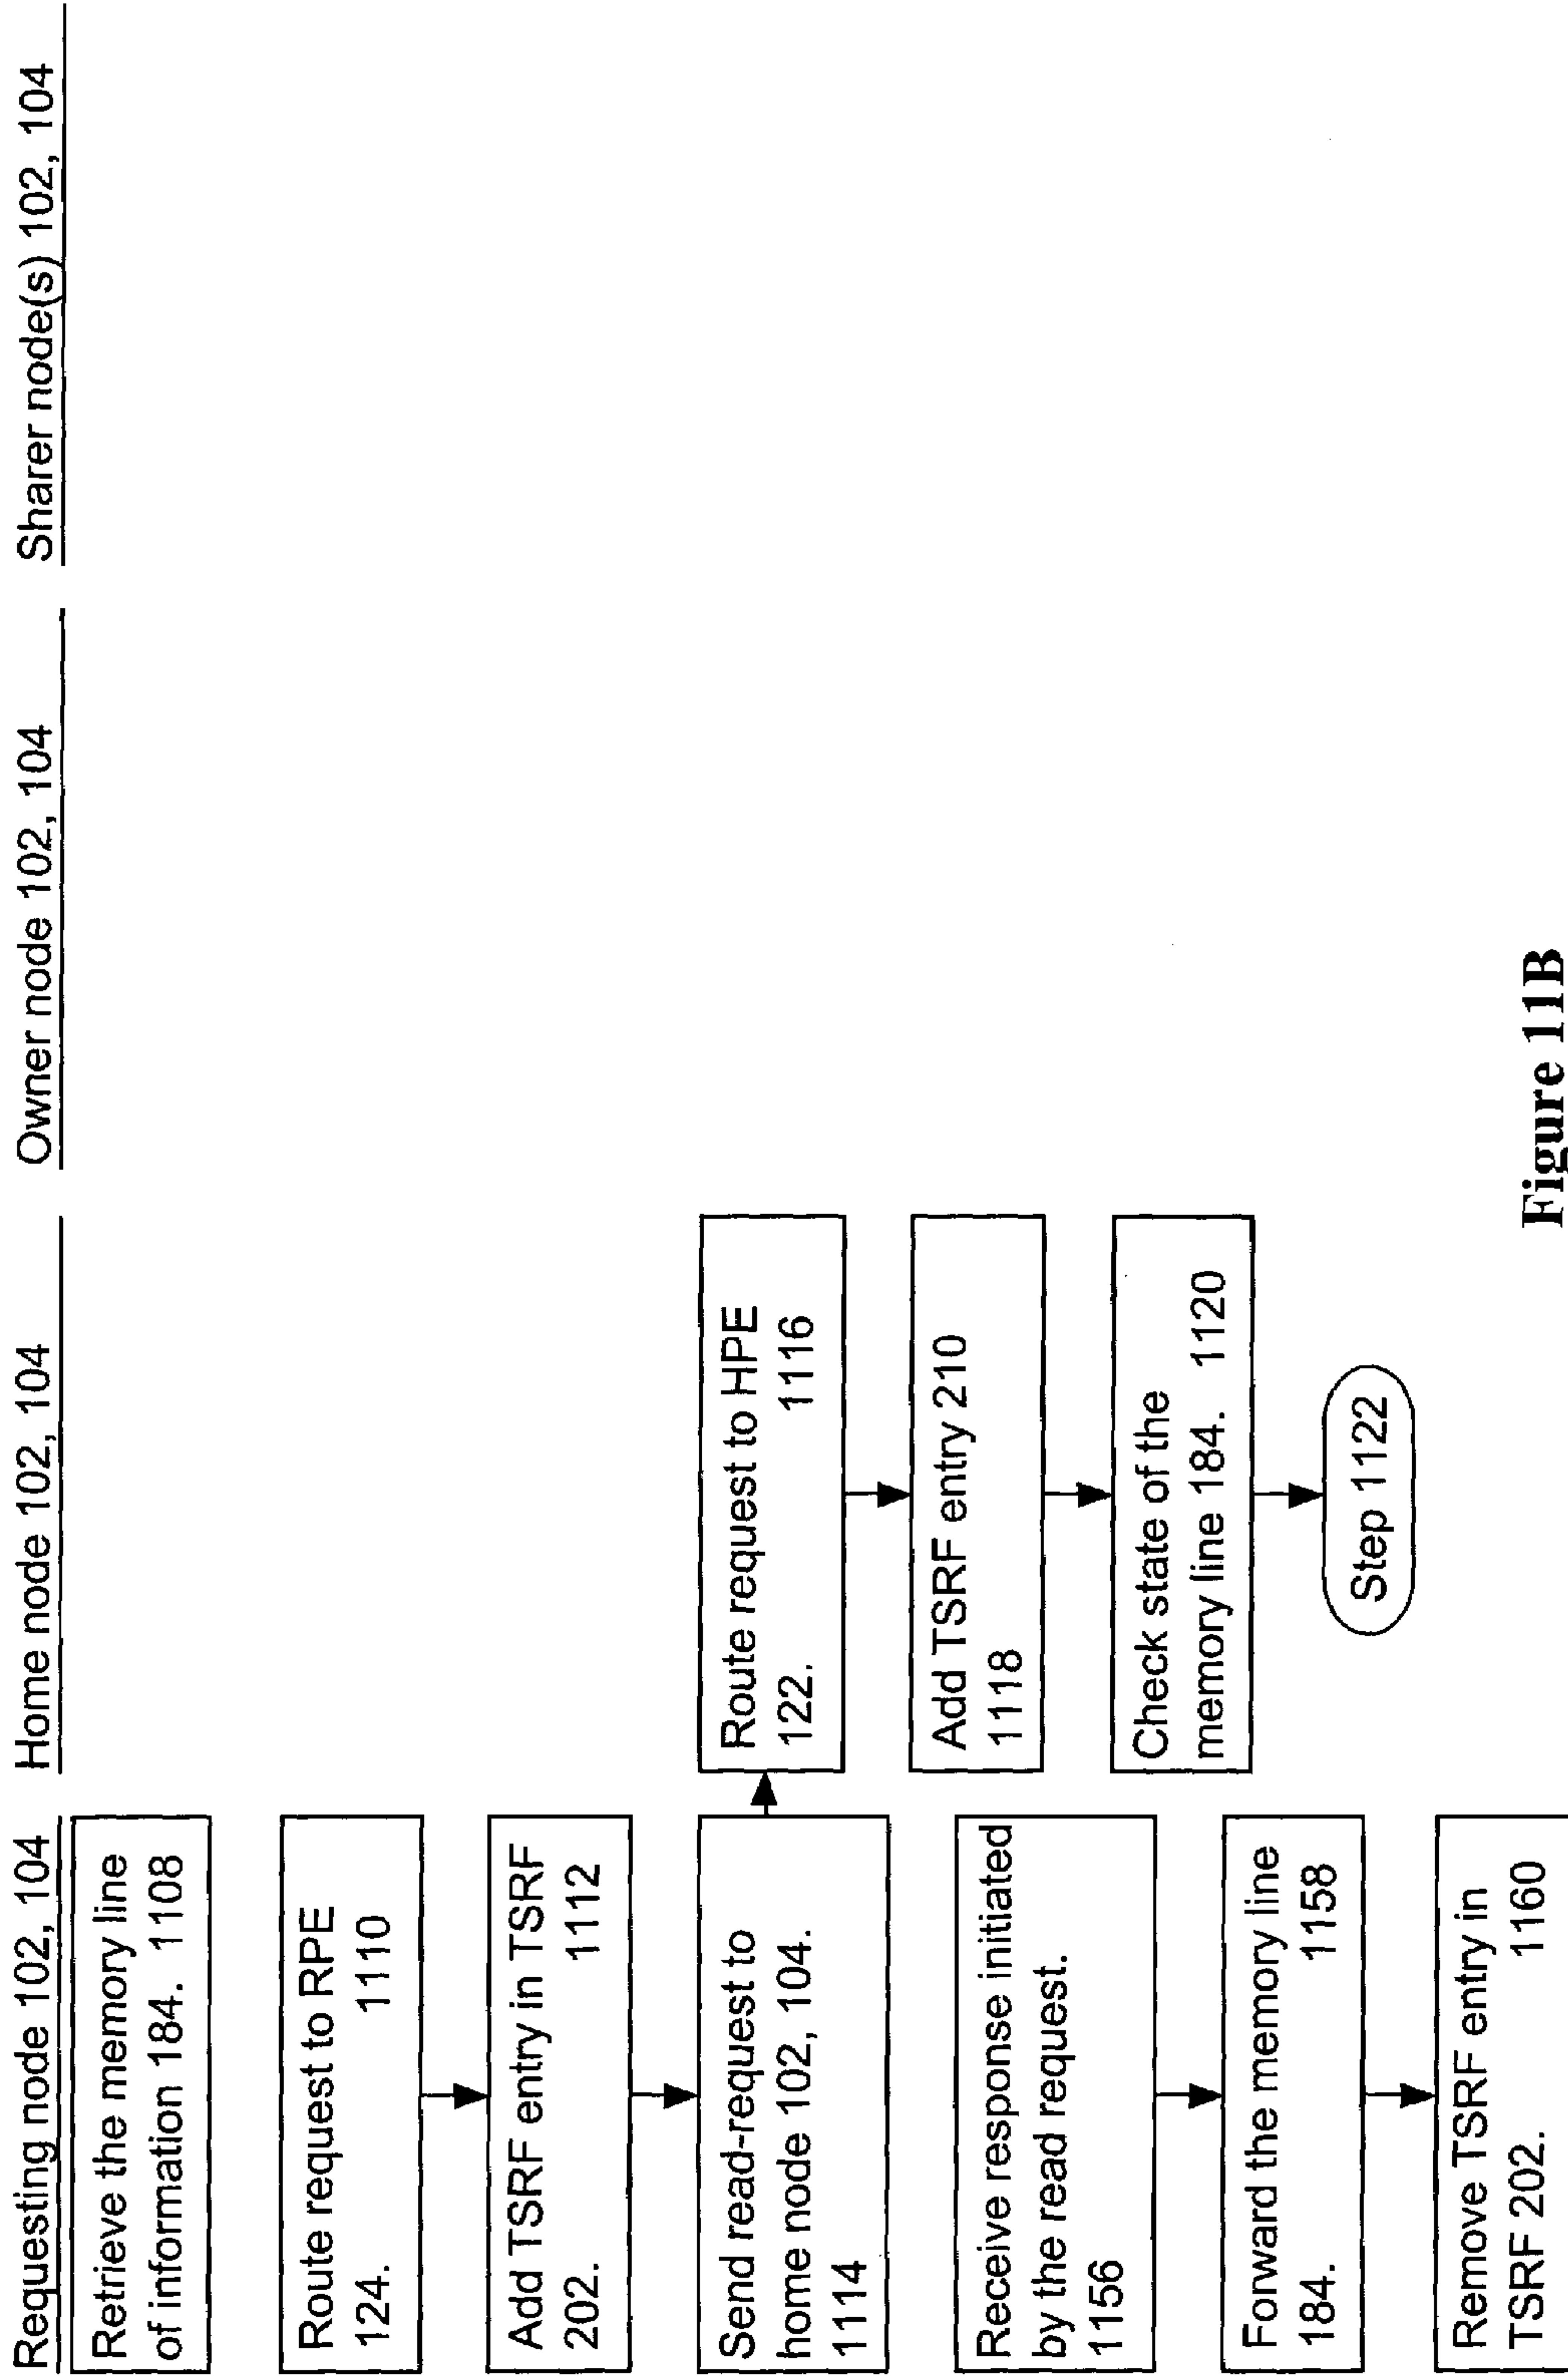 Requesting node 102, 104
Home node 102, 104
Owner node 102, 104
Sharer node(s) 102, 104
Retrieve the memory line
of information 184. 1108
Route request to RPE
124. 1110
Add TSRF entry in TSRF
202. 1112
Send read-request to
home node 102, 104.
1114
Route request to HPE
122. 1116
Add TSRF entry 210
1118
Check state of the
memory line 184. 1120
Step 1122
Receive response initiated
by the read request.
1156
Forward the memory line
184. 1158
Remove TSRF entry in
TSRF 202. 1160
Figure 11B